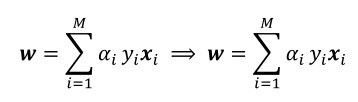 𝒘 = ∑_{i=1}^{M} α_i y_i 𝒙_i ⟹ 𝒘 = ∑_{i=1}^{M} α_i y_i 𝒙_i